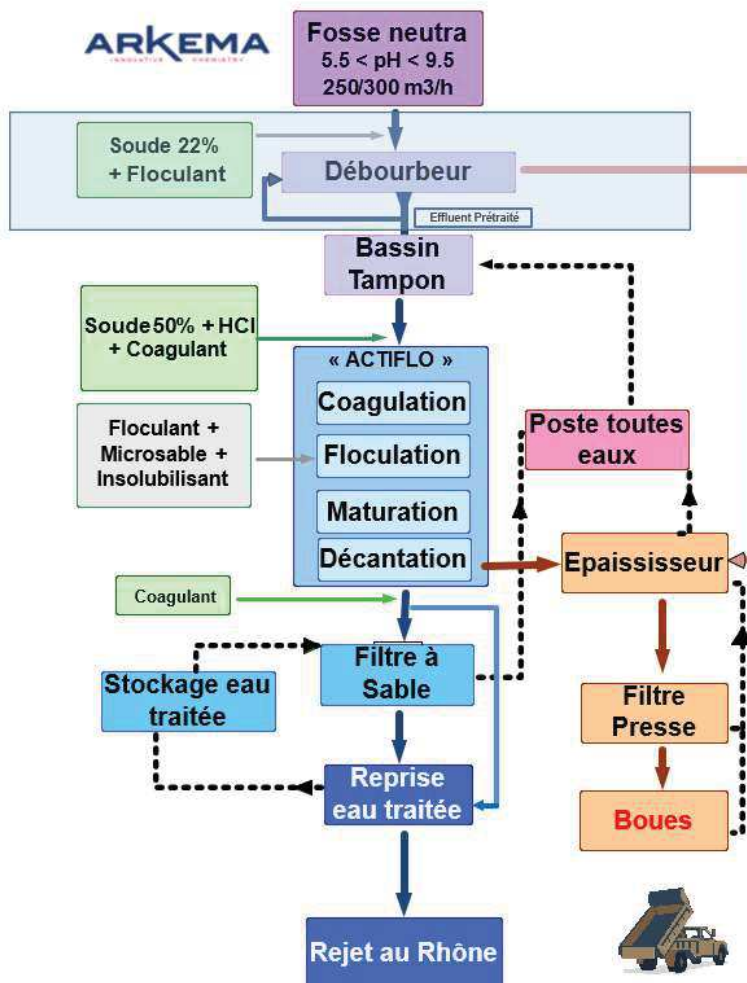 ARKEMA
INNOVATIVE CHEMISTRY
Fosse neutra
5.5 < pH < 9.5
250/300 m3/h
Soude 22%
+ Floculant
Débourbeur
Effluent Prétraité
Bassin
Tampon
Soude 50% + HCl
+ Coagulant
« ACTIFLO »
Coagulation
Floculant +
Microsable +
Insolubilisant
Floculation
Maturation
Décantation
Poste toutes
eaux
Epaississeur
Coagulant
Filtre à
Sable
Stockage eau
traitée
Filtre
Presse
Reprise
eau traitée
Boues
Rejet au Rhône